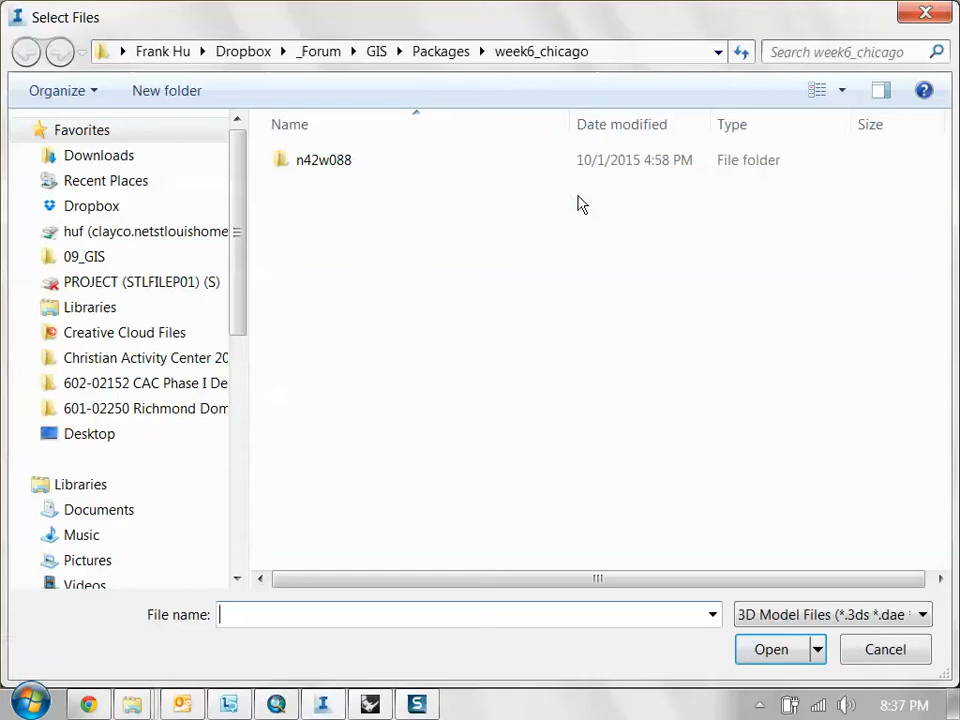 Select Files
Frank Hu Dropbox _Forum GIS Packages week6_chicago Search week6_chicago
Organize New folder
Name Date modified Type Size
n42w088 10/1/2015 4:58 PM File folder
Favorites
Downloads
Recent Places
Dropbox
huf (clayco.netstlouishome
09_GIS
PROJECT (STLFILEP01) (S)
Libraries
Creative Cloud Files
Christian Activity Center 20
602-02152 CAC Phase I De
601-02250 Richmond Dom
Desktop
Libraries
Documents
Music
Pictures
Videos
File name: 3D Model Files (*.3ds *.dae *
Open Cancel
8:37 PM